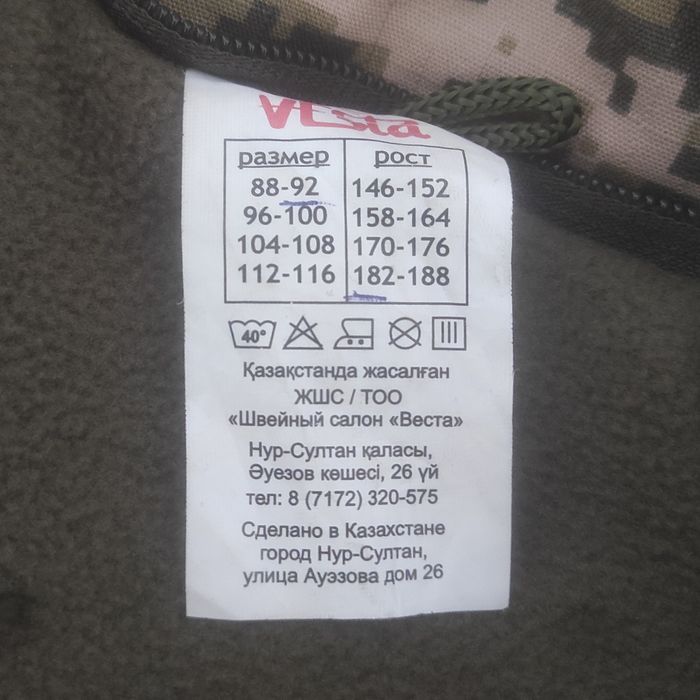 Vesta
размер рост
88-92 146-152
96-100 158-164
104-108 170-176
112-116 182-188
40°
Қазақстанда жасалған
ЖШС / ТОО
«Швейный салон «Веста»
Нур-Султан қаласы,
Әуезов көшесі, 26 үй
тел: 8 (7172) 320-575
Сделано в Казахстане
город Нур-Султан,
улица Ауэзова дом 26